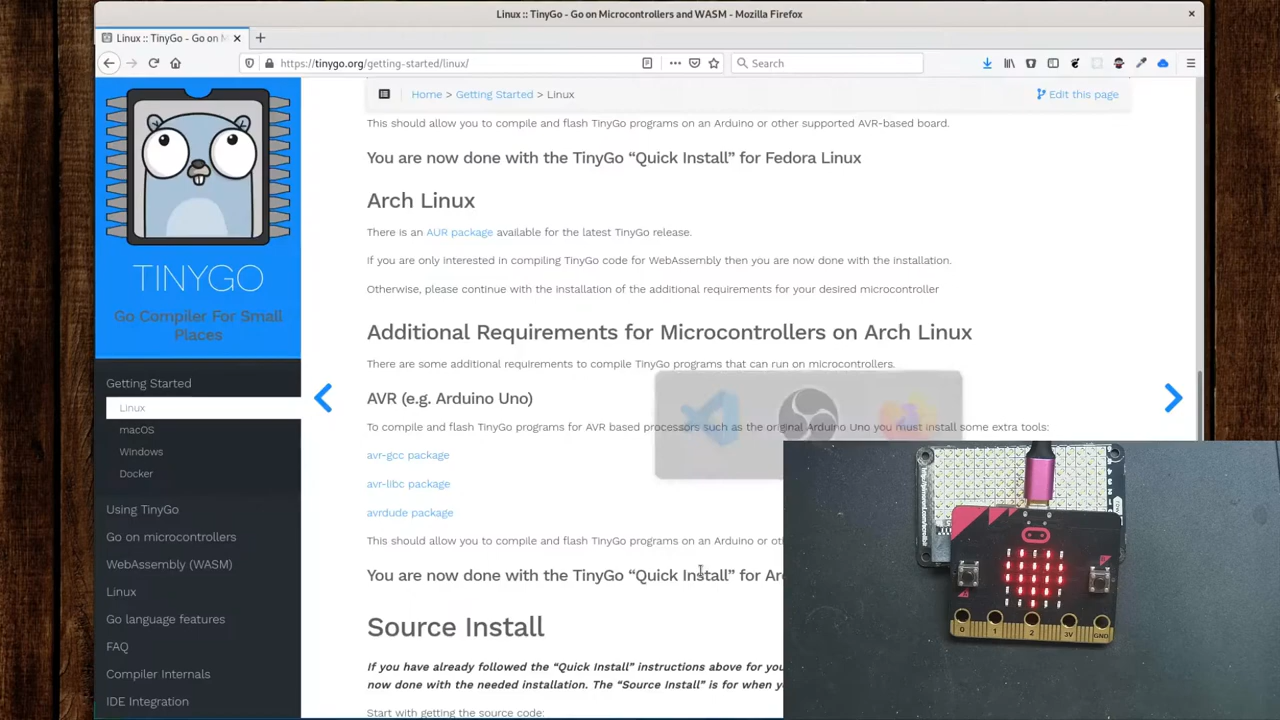 Linux :: TinyGo - Go on Microcontrollers and WASM - Mozilla Firefox
Linux :: TinyGo - Go on M
https://tinygo.org/getting-started/linux/
Search
Home > Getting Started > Linux
Edit this page
This should allow you to compile and flash TinyGo programs on an Arduino or other supported AVR-based board.
You are now done with the TinyGo “Quick Install” for Fedora Linux
Arch Linux
There is an AUR package available for the latest TinyGo release.
If you are only interested in compiling TinyGo code for WebAssembly then you are now done with the installation.
Otherwise, please continue with the installation of the additional requirements for your desired microcontroller
Additional Requirements for Microcontrollers on Arch Linux
There are some additional requirements to compile TinyGo programs that can run on microcontrollers.
AVR (e.g. Arduino Uno)
To compile and flash TinyGo programs for AVR based processors such as the original Arduino Uno you must install some extra tools:
avr-gcc package
avr-libc package
avrdude package
This should allow you to compile and flash TinyGo programs on an Arduino or ot
You are now done with the TinyGo “Quick Install” for Ar
Source Install
If you have already followed the “Quick Install” instructions above for you
now done with the needed installation. The “Source Install” is for when y
Start with getting the source code:
TINYGO
Go Compiler For Small
Places
Getting Started
Linux
macOS
Windows
Docker
Using TinyGo
Go on microcontrollers
WebAssembly (WASM)
Linux
Go language features
FAQ
Compiler Internals
IDE Integration
0
1
2
3V
GND